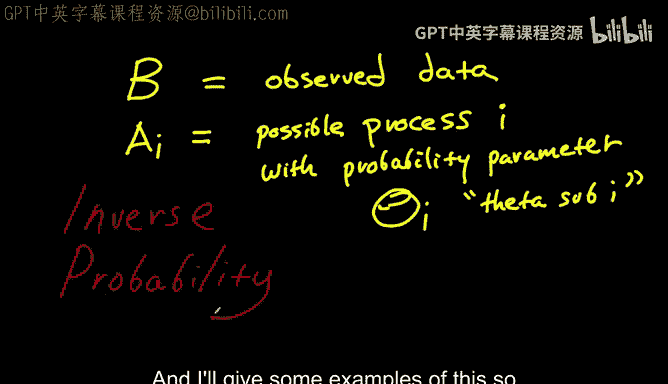 GPT中英字幕课程资源@bilibili.com
GPT中英字幕课程资源 bilibili
B = observed data
Ai = possible process i
with probability parameter
θi "theta sub i"
Inverse
Probability
And I'll give some examples of this so